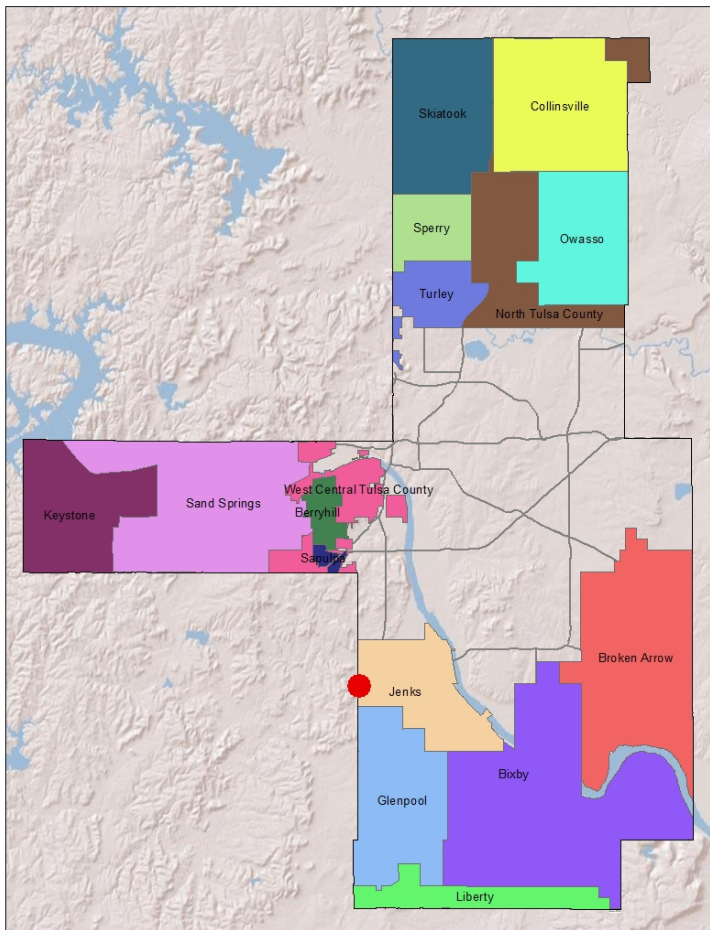 Skiatook
Collinsville
Sperry
Owasso
Turley
North Tulsa County
West Central Tulsa County
Sand Springs
Keystone
Berryhill
Sapulpa
Broken Arrow
Jenks
Bixby
Glenpool
Liberty